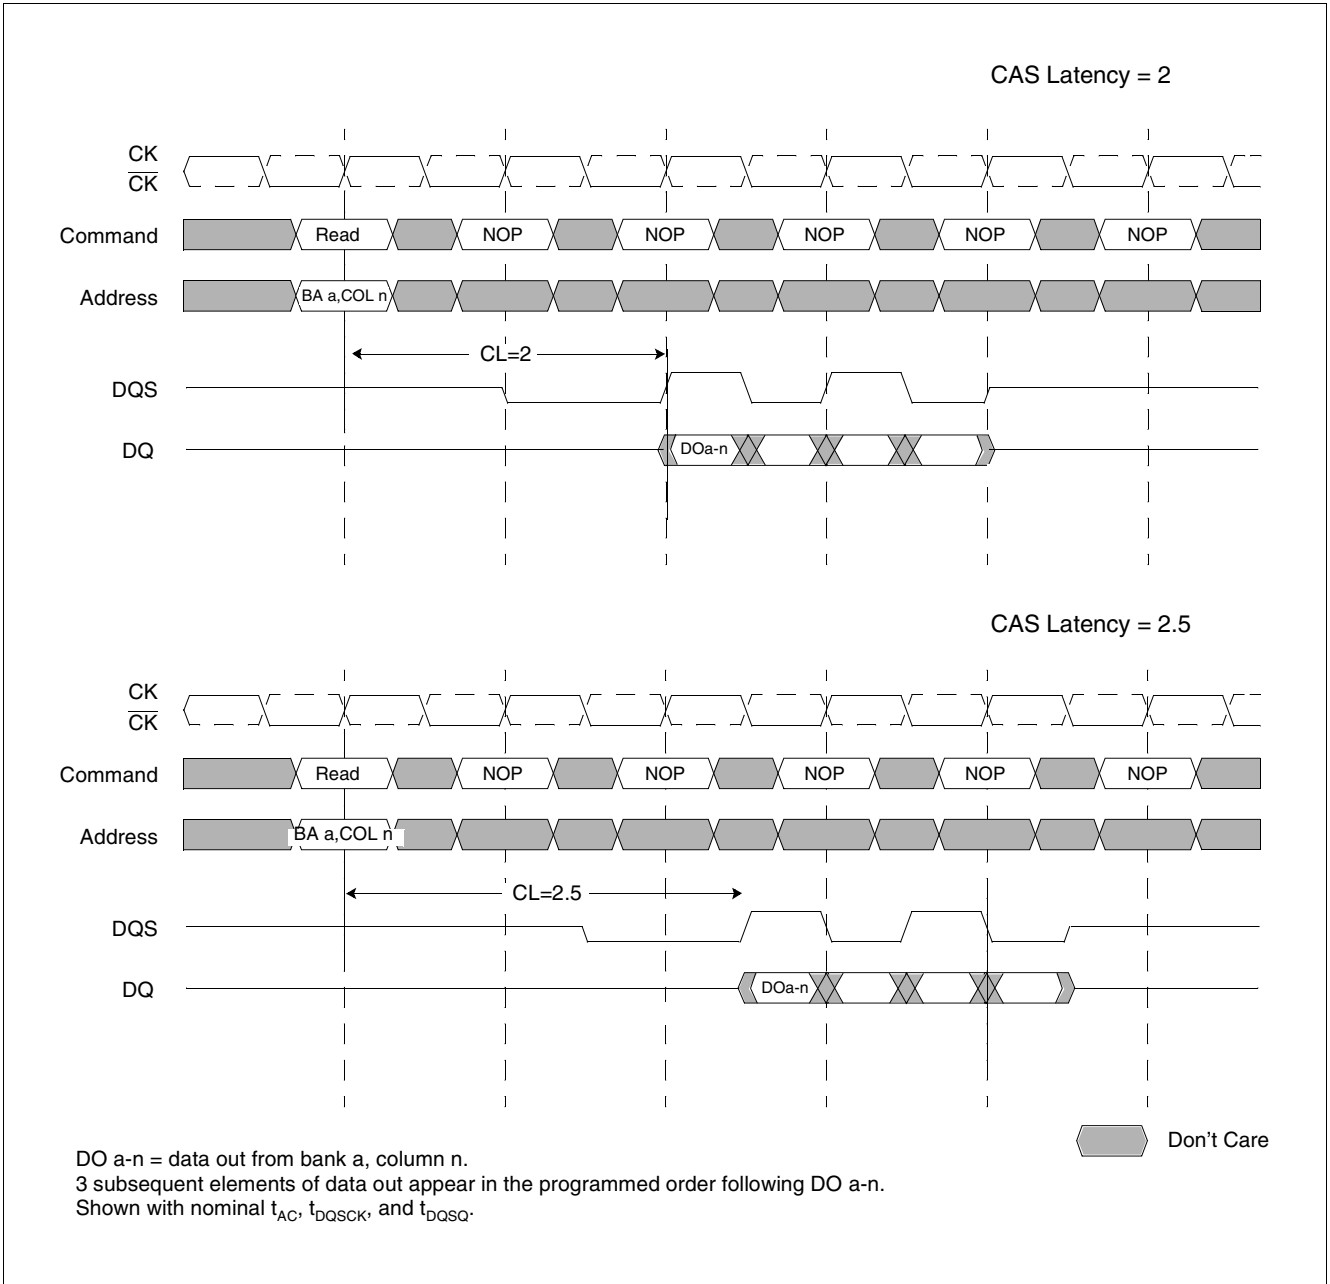 CAS Latency = 2
CK
CK
Command Read NOP NOP NOP NOP NOP
Address BA a,COL n
CL=2
DQS
DQ DOa-n
CAS Latency = 2.5
CK
CK
Command Read NOP NOP NOP NOP NOP
Address BA a,COL n
CL=2.5
DQS
DQ DOa-n
Don't Care
DO a-n = data out from bank a, column n.
3 subsequent elements of data out appear in the programmed order following DO a-n.
Shown with nominal tAC, tDQSCK, and tDQSQ.